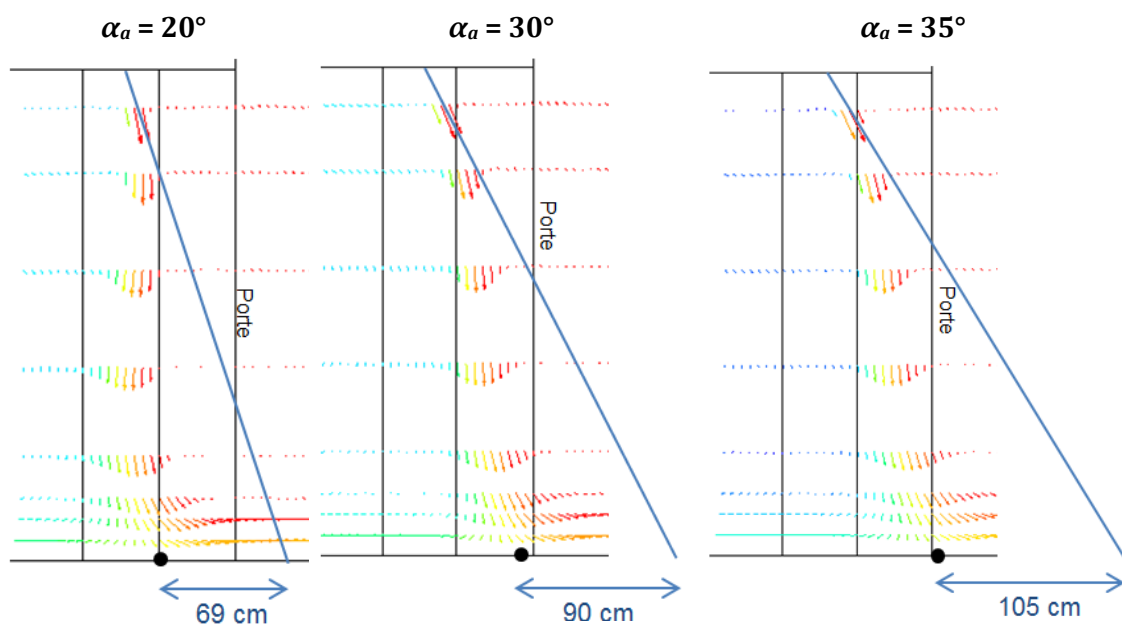 αₐ = 20°
αₐ = 30°
αₐ = 35°
Porte
Porte
Porte
69 cm
90 cm
105 cm